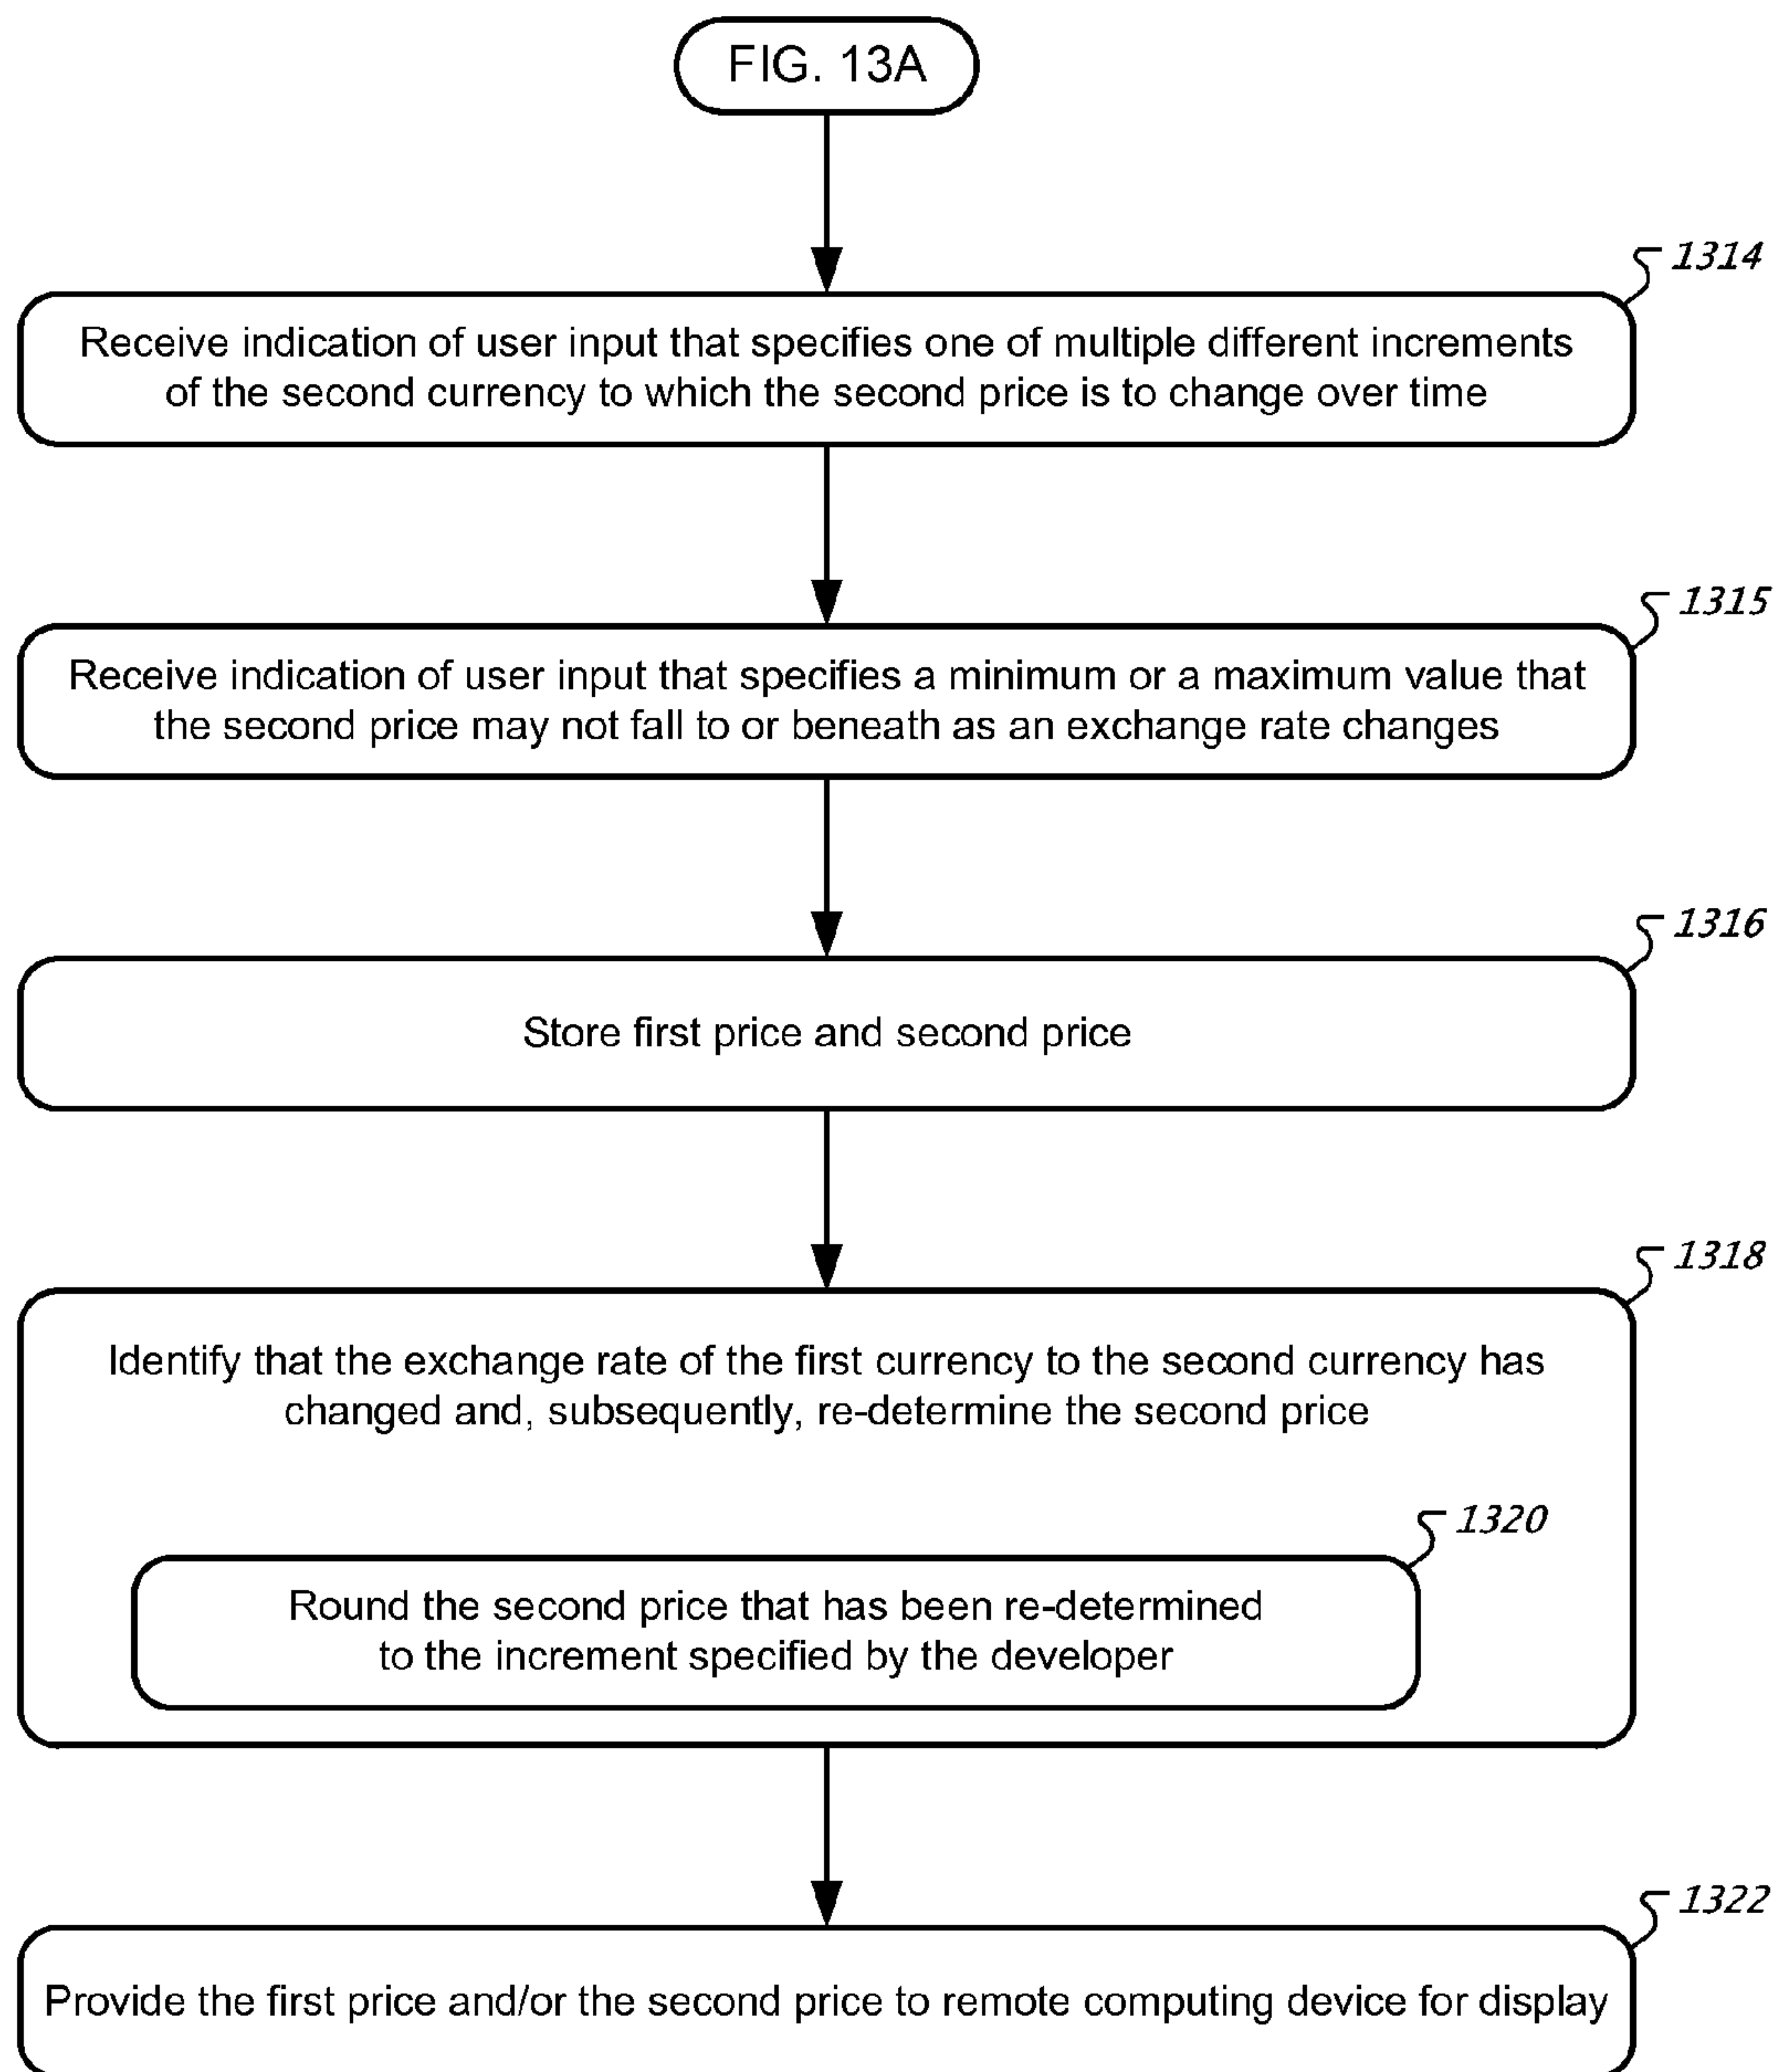 FIG. 13A
1314
Receive indication of user input that specifies one of multiple different increments
of the second currency to which the second price is to change over time
1315
Receive indication of user input that specifies a minimum or a maximum value that
the second price may not fall to or beneath as an exchange rate changes
1316
Store first price and second price
1318
Identify that the exchange rate of the first currency to the second currency has
changed and, subsequently, re-determine the second price
1320
Round the second price that has been re-determined
to the increment specified by the developer
1322
Provide the first price and/or the second price to remote computing device for display